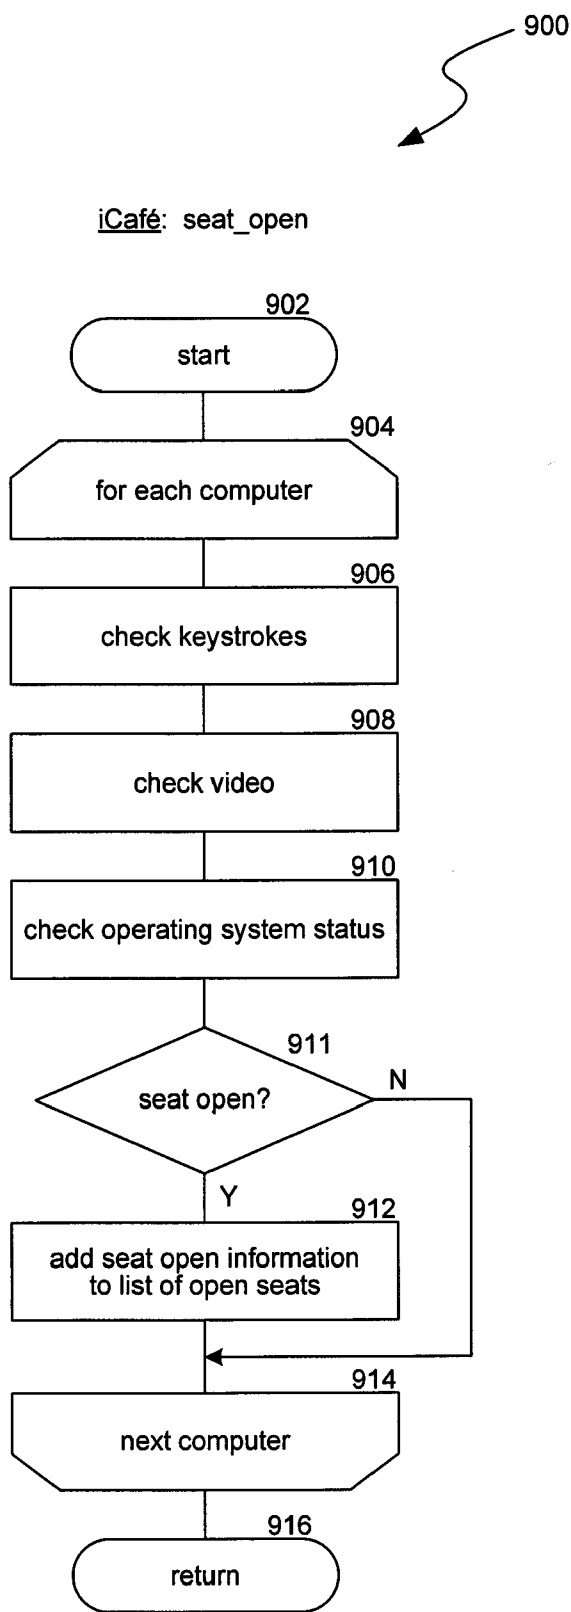 900
iCafé: seat_open
902
start
904
for each computer
906
check keystrokes
908
check video
910
check operating system status
911
seat open?
N
Y
912
add seat open information
to list of open seats
914
next computer
916
return